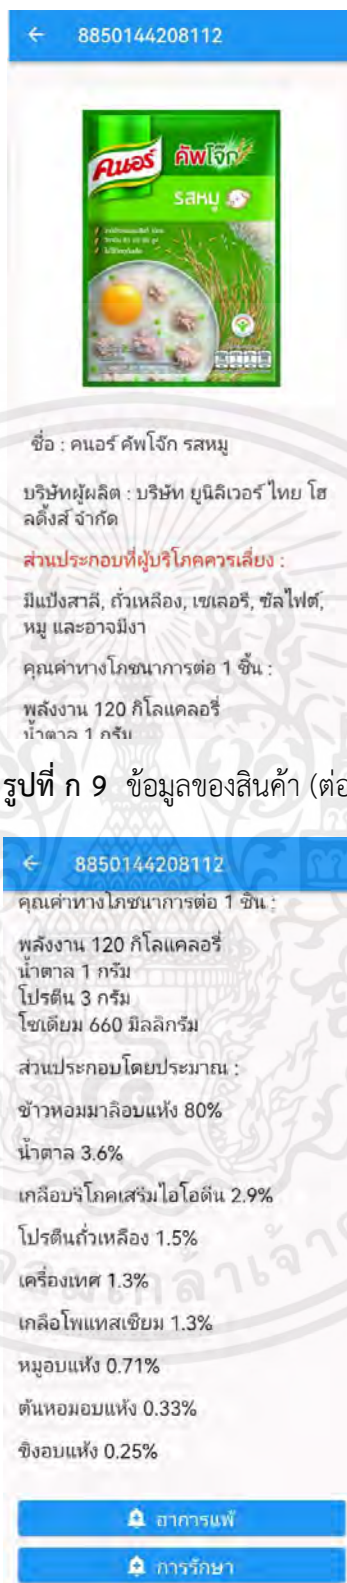 8850144208112
คนอร์
คัพโจ๊ก
รสหมู
ชื่อ : คนอร์ คัพโจ๊ก รสหมู
บริษัทผู้ผลิต : บริษัท ยูนิลิเวอร์ ไทย โฮ
ลดิ้งส์ จำกัด
ส่วนประกอบที่ผู้บริโภคควรเลี่ยง :
มีแป้งสาลี, ถั่วเหลือง, เซเลอรี, ซัลไฟต์,
หมู และอาจมีงา
คุณค่าทางโภชนาการต่อ 1 ชิ้น :
พลังงาน 120 กิโลแคลอรี่
น้ำตาล 1 กรัม
รูปที่ ก 9 ข้อมูลของสินค้า (ต่อ
8850144208112
คุณค่าทางโภชนาการต่อ 1 ชิ้น :
พลังงาน 120 กิโลแคลอรี่
น้ำตาล 1 กรัม
โปรตีน 3 กรัม
โซเดียม 660 มิลลิกรัม
ส่วนประกอบโดยประมาณ :
ข้าวหอมมาลิอบแห้ง 80%
น้ำตาล 3.6%
เกลือบริโภคเสริมไอโอดีน 2.9%
โปรตีนถั่วเหลือง 1.5%
เครื่องเทศ 1.3%
เกลือโพแทสเซียม 1.3%
หมูอบแห้ง 0.71%
ต้นหอมอบแห้ง 0.33%
ขิงอบแห้ง 0.25%
อาการแพ้
การรักษา